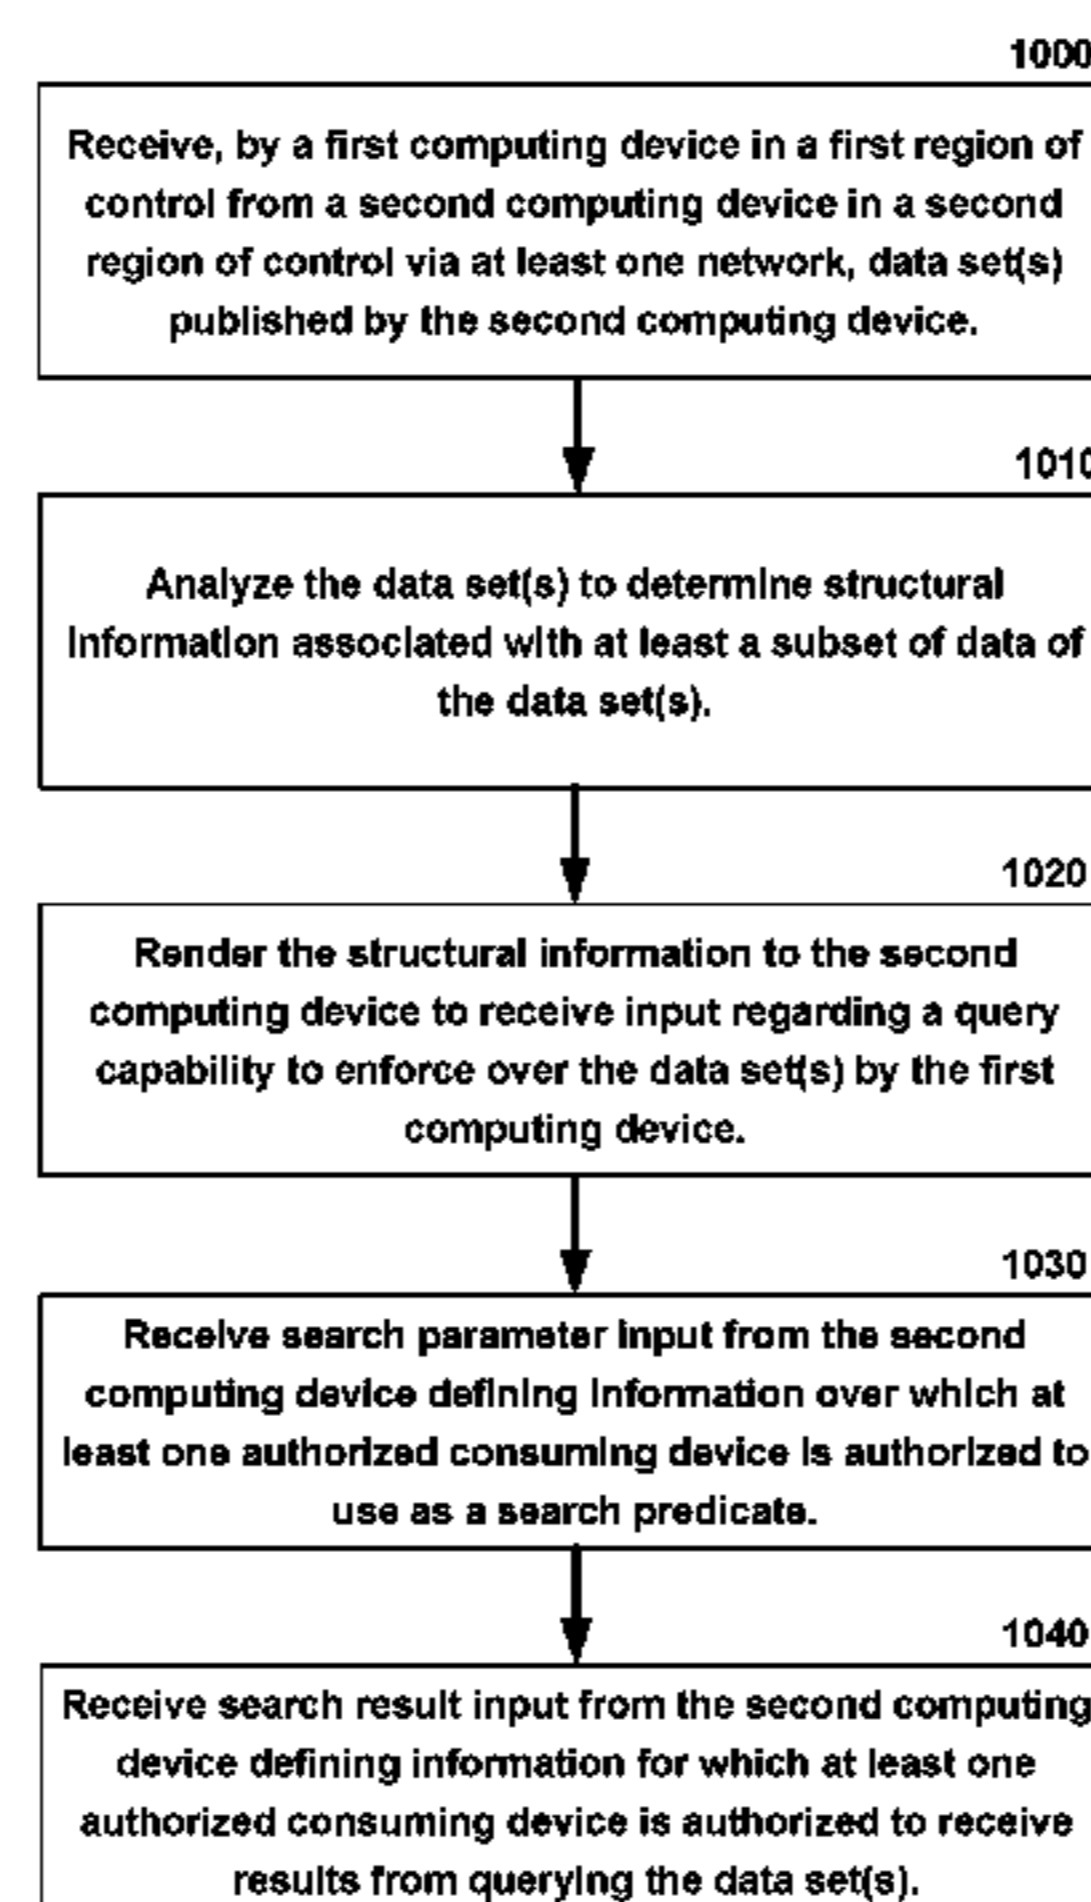 1000
Receive, by a first computing device in a first region of
control from a second computing device in a second
region of control via at least one network, data set(s)
published by the second computing device.
1010
Analyze the data set(s) to determine structural
information associated with at least a subset of data of
the data set(s).
1020
Render the structural information to the second
computing device to receive input regarding a query
capability to enforce over the data set(s) by the first
computing device.
1030
Receive search parameter input from the second
computing device defining information over which at
least one authorized consuming device is authorized to
use as a search predicate.
1040
Receive search result input from the second computing
device defining information for which at least one
authorized consuming device is authorized to receive
results from querying the data set(s).